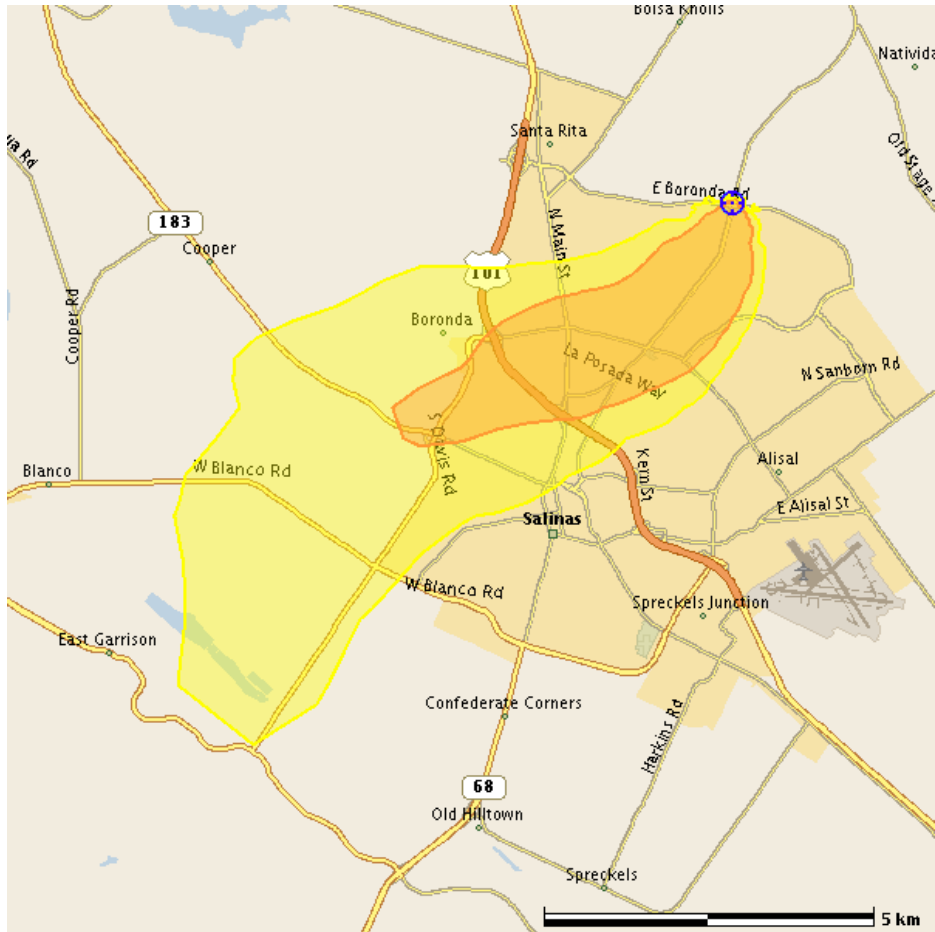 Bolsa Knolls
Nativida
Santa Rita
Old Stage
via Rd
E Boronda Rd
183
N Main St
Cooper
101
Cooper Rd
Boronda
La Posada Way
N Sanborn Rd
S Davis Rd
Blanco
W Blanco Rd
Kern St
Alisal
E Alisal St
Salinas
W Blanco Rd
Spreckels Junction
East Garrison
Confederate Corners
Harkins Rd
68
Old Hilltown
Spreckels
5 km